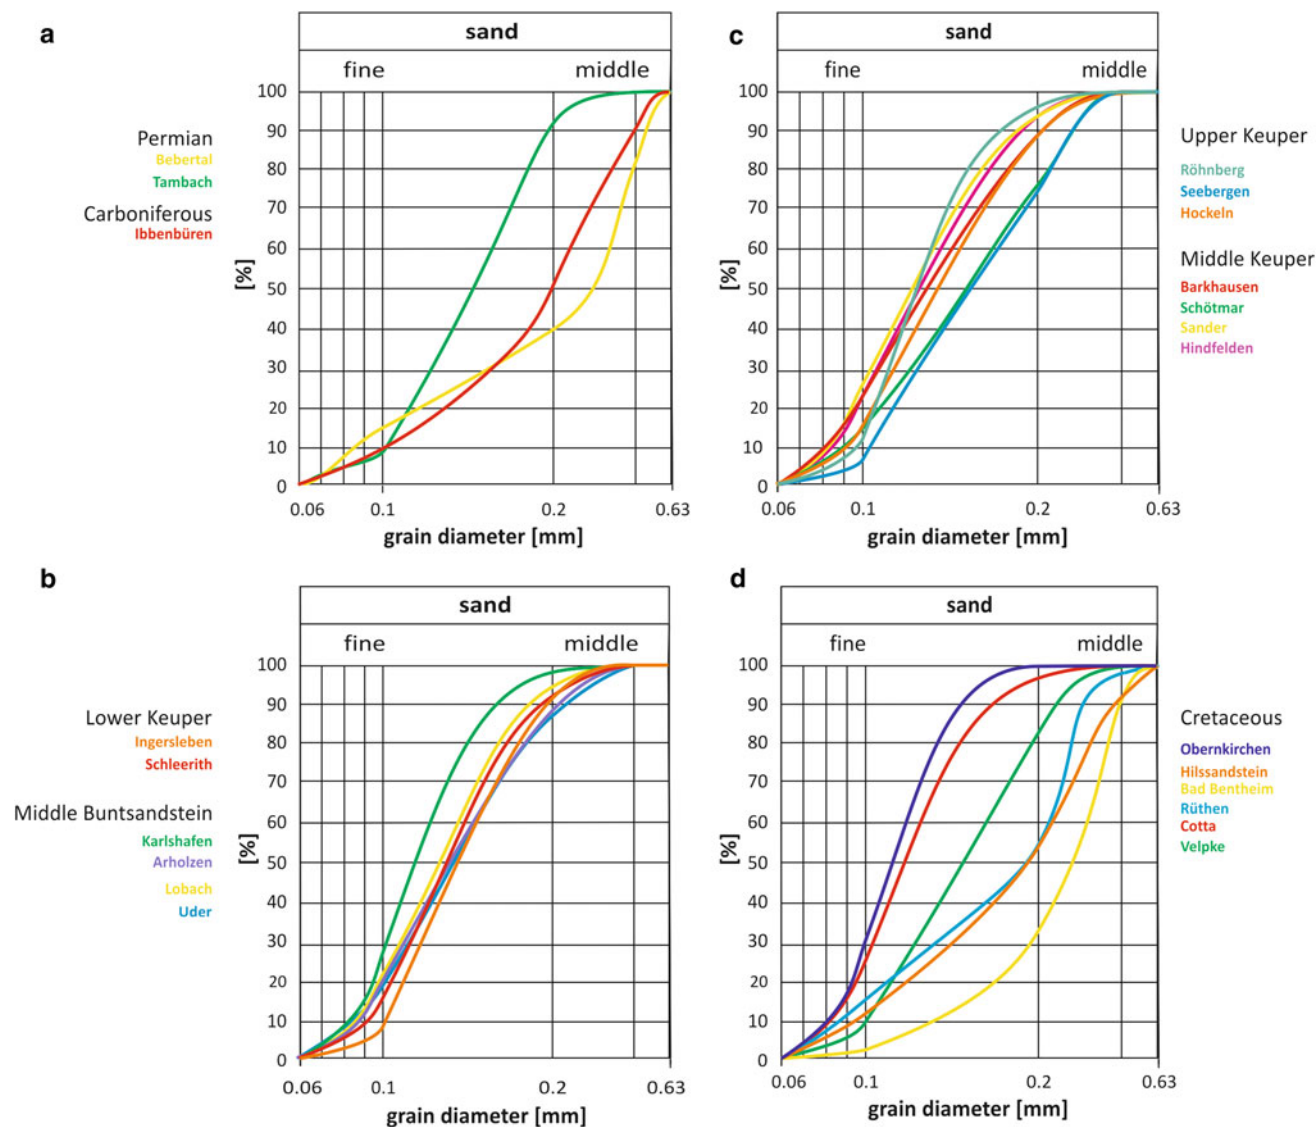 a
sand
fine middle
100
90
80
70
60
50
40
30
20
10
0
[%]
0.06 0.1 0.2 0.63
grain diameter [mm]
Permian
Bebertal
Tambach
Carboniferous
Ibbenbüren
c
sand
fine middle
100
90
80
70
60
50
40
30
20
10
0
[%]
0.06 0.1 0.2 0.63
grain diameter [mm]
Upper Keuper
Röhnberg
Seebergen
Hockeln
Middle Keuper
Barkhausen
Schötmar
Sander
Hindfelden
b
sand
fine middle
100
90
80
70
60
50
40
30
20
10
0
[%]
0.06 0.1 0.2 0.63
grain diameter [mm]
Lower Keuper
Ingersleben
Schleerith
Middle Buntsandstein
Karlshafen
Arholzen
Lobach
Uder
d
sand
fine middle
100
90
80
70
60
50
40
30
20
10
0
[%]
0.06 0.1 0.2 0.63
grain diameter [mm]
Cretaceous
Obernkirchen
Hilssandstein
Bad Bentheim
Rüthen
Cotta
Velpke